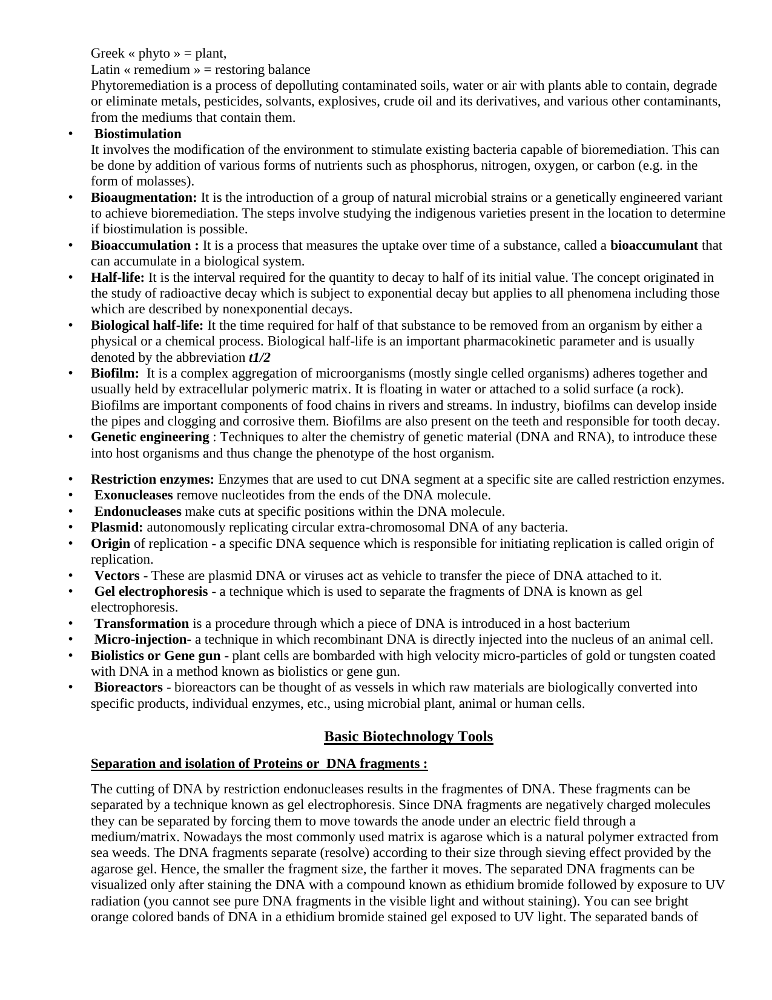 Greek « phyto » = plant,
Latin « remedium » = restoring balance
Phytoremediation is a process of depolluting contaminated soils, water or air with plants able to contain, degrade
or eliminate metals, pesticides, solvants, explosives, crude oil and its derivatives, and various other contaminants,
from the mediums that contain them.
• Biostimulation
It involves the modification of the environment to stimulate existing bacteria capable of bioremediation. This can
be done by addition of various forms of nutrients such as phosphorus, nitrogen, oxygen, or carbon (e.g. in the
form of molasses).
• Bioaugmentation: It is the introduction of a group of natural microbial strains or a genetically engineered variant
to achieve bioremediation. The steps involve studying the indigenous varieties present in the location to determine
if biostimulation is possible.
• Bioaccumulation : It is a process that measures the uptake over time of a substance, called a bioaccumulant that
can accumulate in a biological system.
• Half-life: It is the interval required for the quantity to decay to half of its initial value. The concept originated in
the study of radioactive decay which is subject to exponential decay but applies to all phenomena including those
which are described by nonexponential decays.
• Biological half-life: It the time required for half of that substance to be removed from an organism by either a
physical or a chemical process. Biological half-life is an important pharmacokinetic parameter and is usually
denoted by the abbreviation t1/2
• Biofilm:  It is a complex aggregation of microorganisms (mostly single celled organisms) adheres together and
usually held by extracellular polymeric matrix. It is floating in water or attached to a solid surface (a rock).
Biofilms are important components of food chains in rivers and streams. In industry, biofilms can develop inside
the pipes and clogging and corrosive them. Biofilms are also present on the teeth and responsible for tooth decay.
• Genetic engineering : Techniques to alter the chemistry of genetic material (DNA and RNA), to introduce these
into host organisms and thus change the phenotype of the host organism.
• Restriction enzymes: Enzymes that are used to cut DNA segment at a specific site are called restriction enzymes.
• Exonucleases remove nucleotides from the ends of the DNA molecule.
• Endonucleases make cuts at specific positions within the DNA molecule.
• Plasmid: autonomously replicating circular extra-chromosomal DNA of any bacteria.
• Origin of replication - a specific DNA sequence which is responsible for initiating replication is called origin of
replication.
• Vectors - These are plasmid DNA or viruses act as vehicle to transfer the piece of DNA attached to it.
• Gel electrophoresis - a technique which is used to separate the fragments of DNA is known as gel
electrophoresis.
• Transformation is a procedure through which a piece of DNA is introduced in a host bacterium
• Micro-injection- a technique in which recombinant DNA is directly injected into the nucleus of an animal cell.
• Biolistics or Gene gun - plant cells are bombarded with high velocity micro-particles of gold or tungsten coated
with DNA in a method known as biolistics or gene gun.
• Bioreactors - bioreactors can be thought of as vessels in which raw materials are biologically converted into
specific products, individual enzymes, etc., using microbial plant, animal or human cells.
Basic Biotechnology Tools
Separation and isolation of Proteins or  DNA fragments :
The cutting of DNA by restriction endonucleases results in the fragmentes of DNA. These fragments can be
separated by a technique known as gel electrophoresis. Since DNA fragments are negatively charged molecules
they can be separated by forcing them to move towards the anode under an electric field through a
medium/matrix. Nowadays the most commonly used matrix is agarose which is a natural polymer extracted from
sea weeds. The DNA fragments separate (resolve) according to their size through sieving effect provided by the
agarose gel. Hence, the smaller the fragment size, the farther it moves. The separated DNA fragments can be
visualized only after staining the DNA with a compound known as ethidium bromide followed by exposure to UV
radiation (you cannot see pure DNA fragments in the visible light and without staining). You can see bright
orange colored bands of DNA in a ethidium bromide stained gel exposed to UV light. The separated bands of